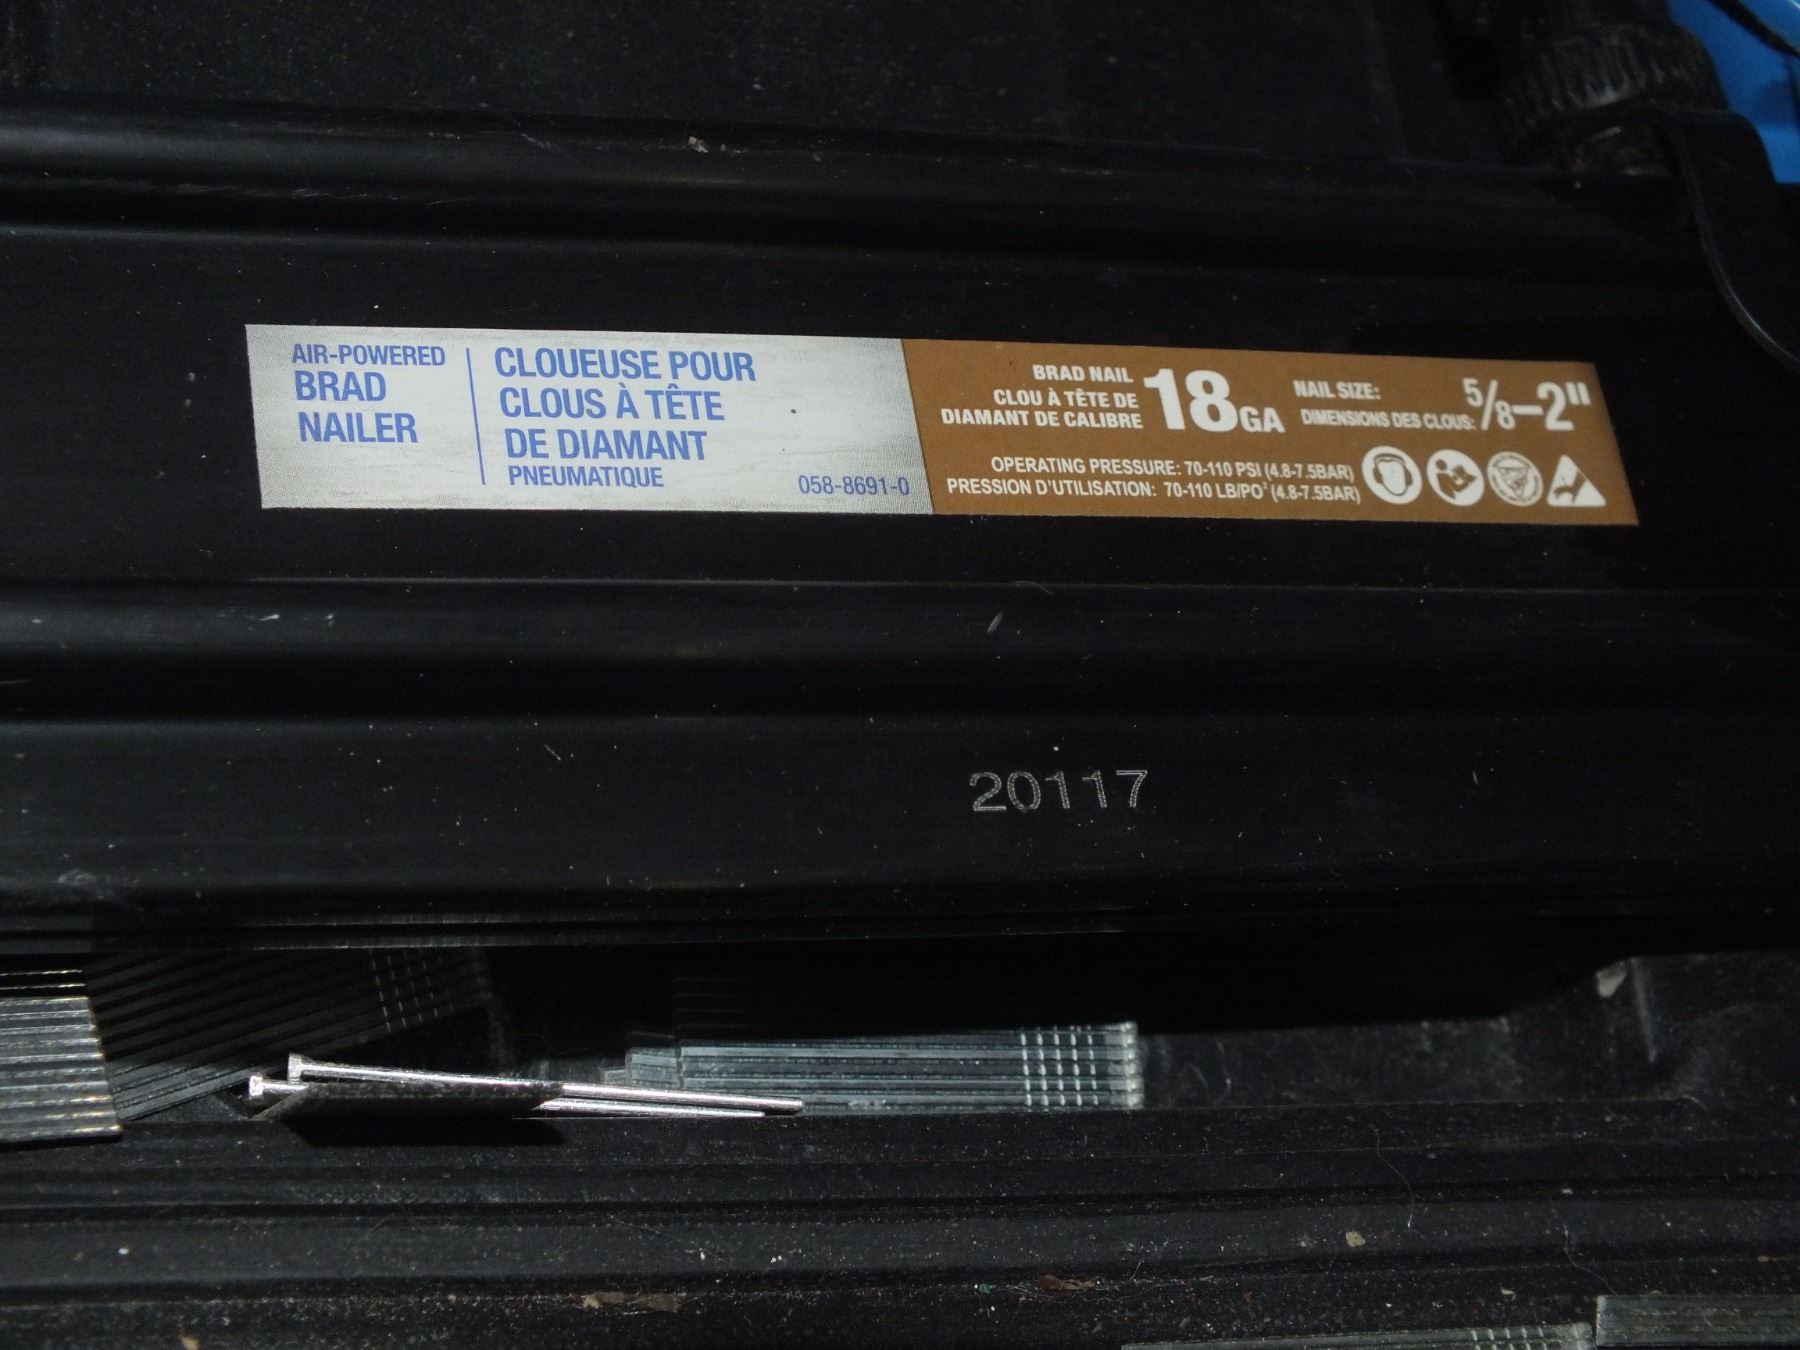 AIR-POWERED
BRAD
NAILER
CLOUEUSE POUR
CLOUS À TÊTE
DE DIAMANT
PNEUMATIQUE
058-8691-0
BRAD NAIL
CLOU À TÊTE DE
DIAMANT DE CALIBRE
18GA
NAIL SIZE:
DIMENSIONS DES CLOUS:
5/8–2"
OPERATING PRESSURE: 70-110 PSI (4.8-7.5BAR)
PRESSION D'UTILISATION: 70-110 LB/PO² (4.8-7.5BAR)
20117